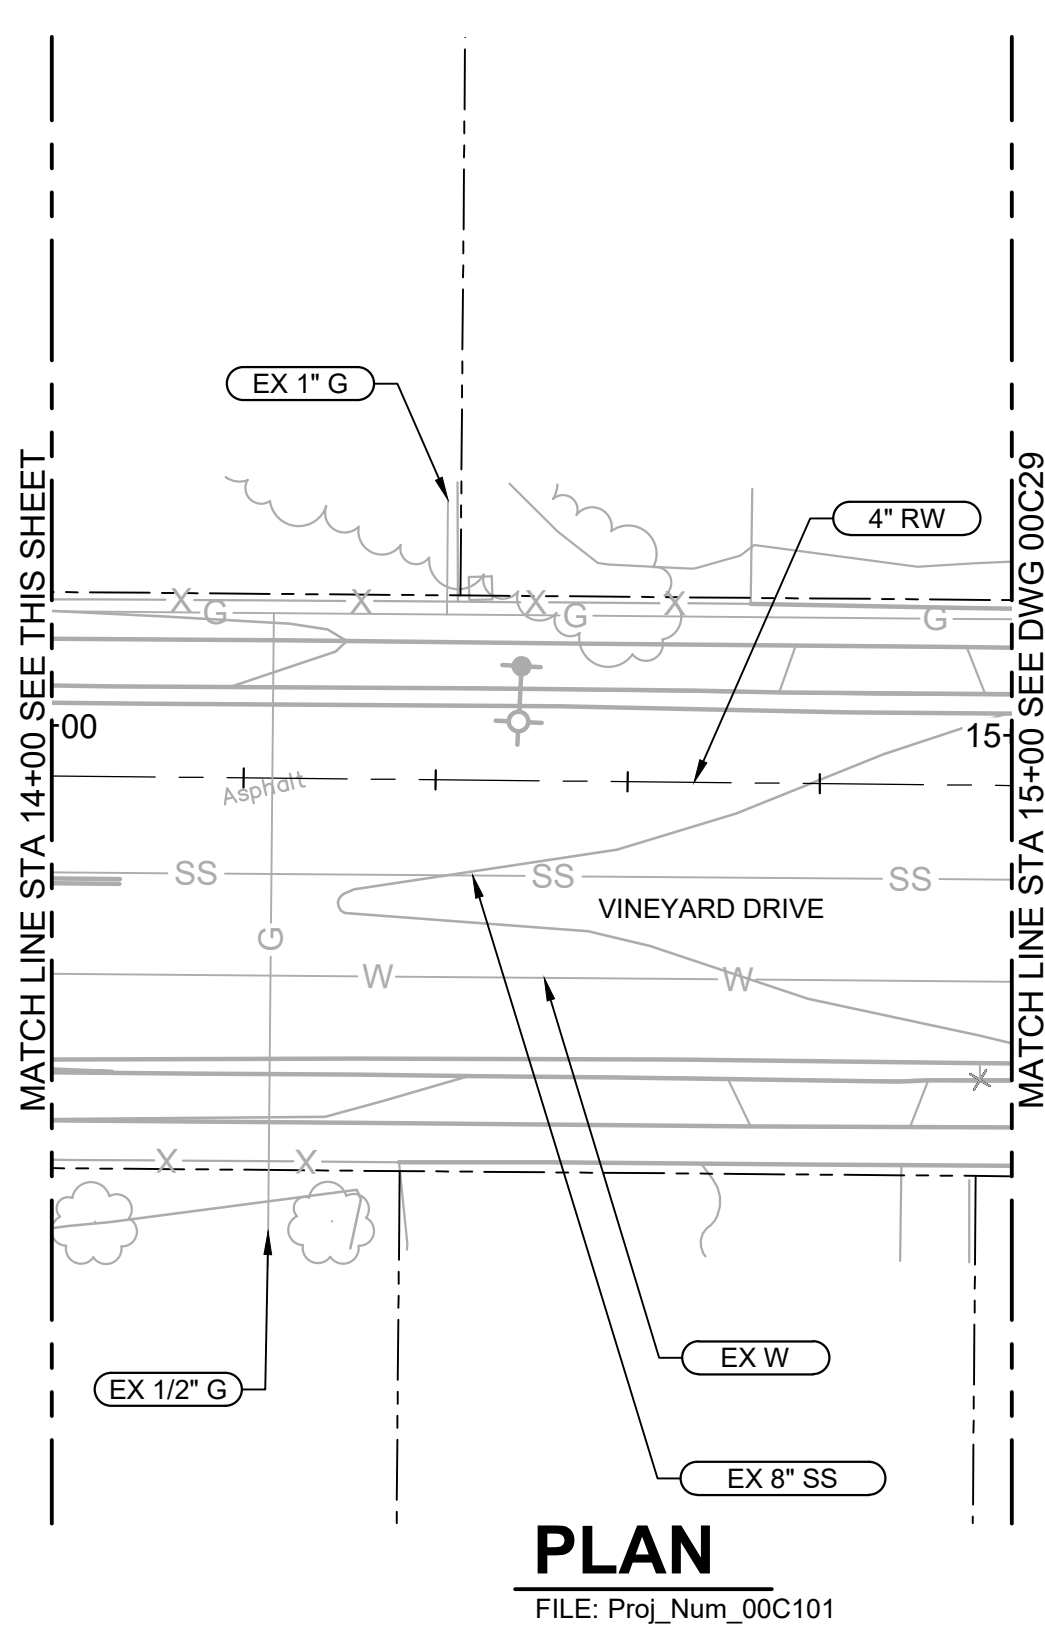 EX 1" G
4" RW
X
X
X
X
G
G
G
MATCH LINE STA 14+00 SEE THIS SHEET
MATCH LINE STA 15+00 SEE DWG 00C29
00
15
Asphalt
SS
SS
SS
VINEYARD DRIVE
G
W
W
X
X
EX W
EX 1/2" G
EX 8" SS
PLAN
FILE: Proj_Num_00C101